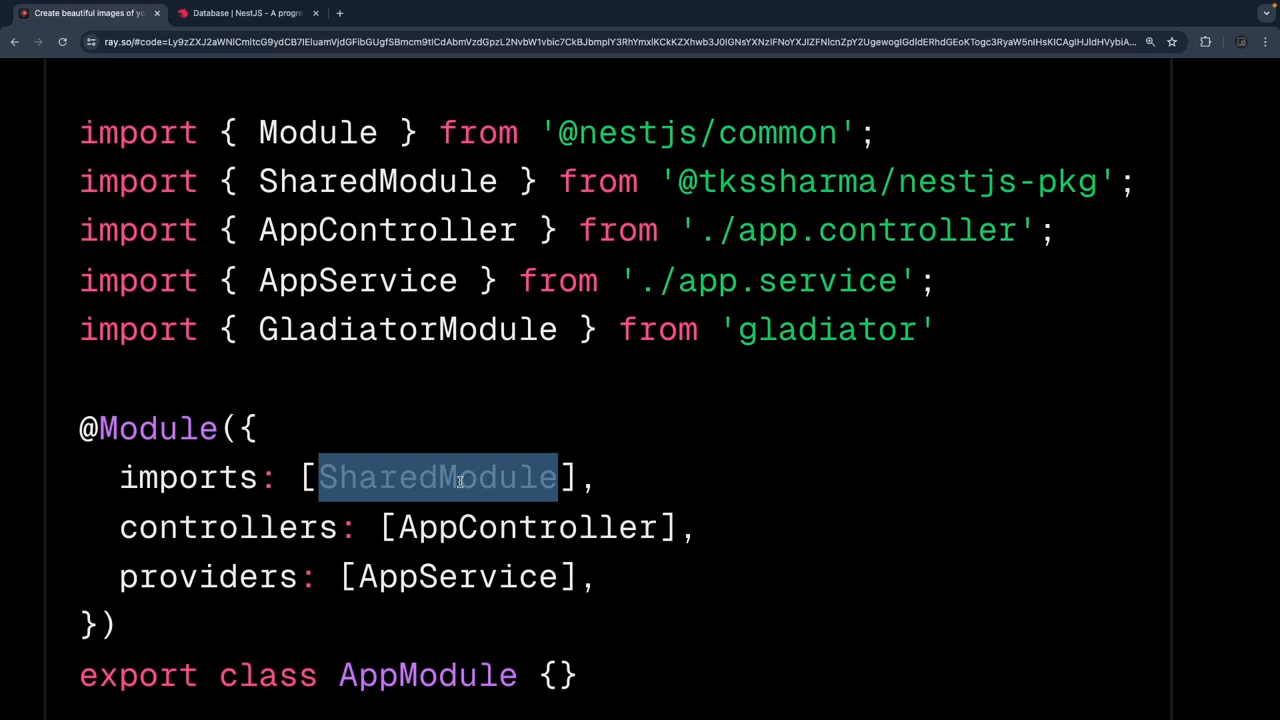 Create beautiful images of yo
Database | NestJS - A progre
import { Module } from '@nestjs/common';
import { SharedModule } from '@tkssharma/nestjs-pkg';
import { AppController } from './app.controller';
import { AppService } from './app.service';
import { GladiatorModule } from 'gladiator'
@Module({
imports: [SharedModule],
controllers: [AppController],
providers: [AppService],
})
export class AppModule {}